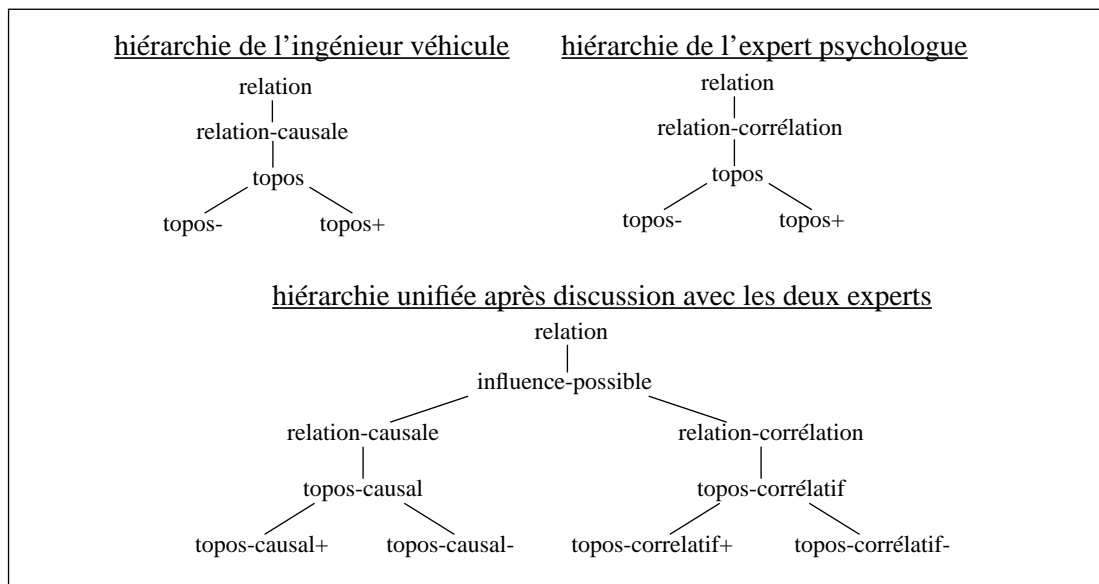 hiérarchie de l'ingénieur véhicule
relation
relation-causale
topos
topos- topos+
hiérarchie de l'expert psychologue
relation
relation-corrélation
topos
topos- topos+
hiérarchie unifiée après discussion avec les deux experts
relation
influence-possible
relation-causale relation-corrélation
topos-causal topos-corrélatif
topos-causal+ topos-causal- topos-correlatif+ topos-corrélatif-